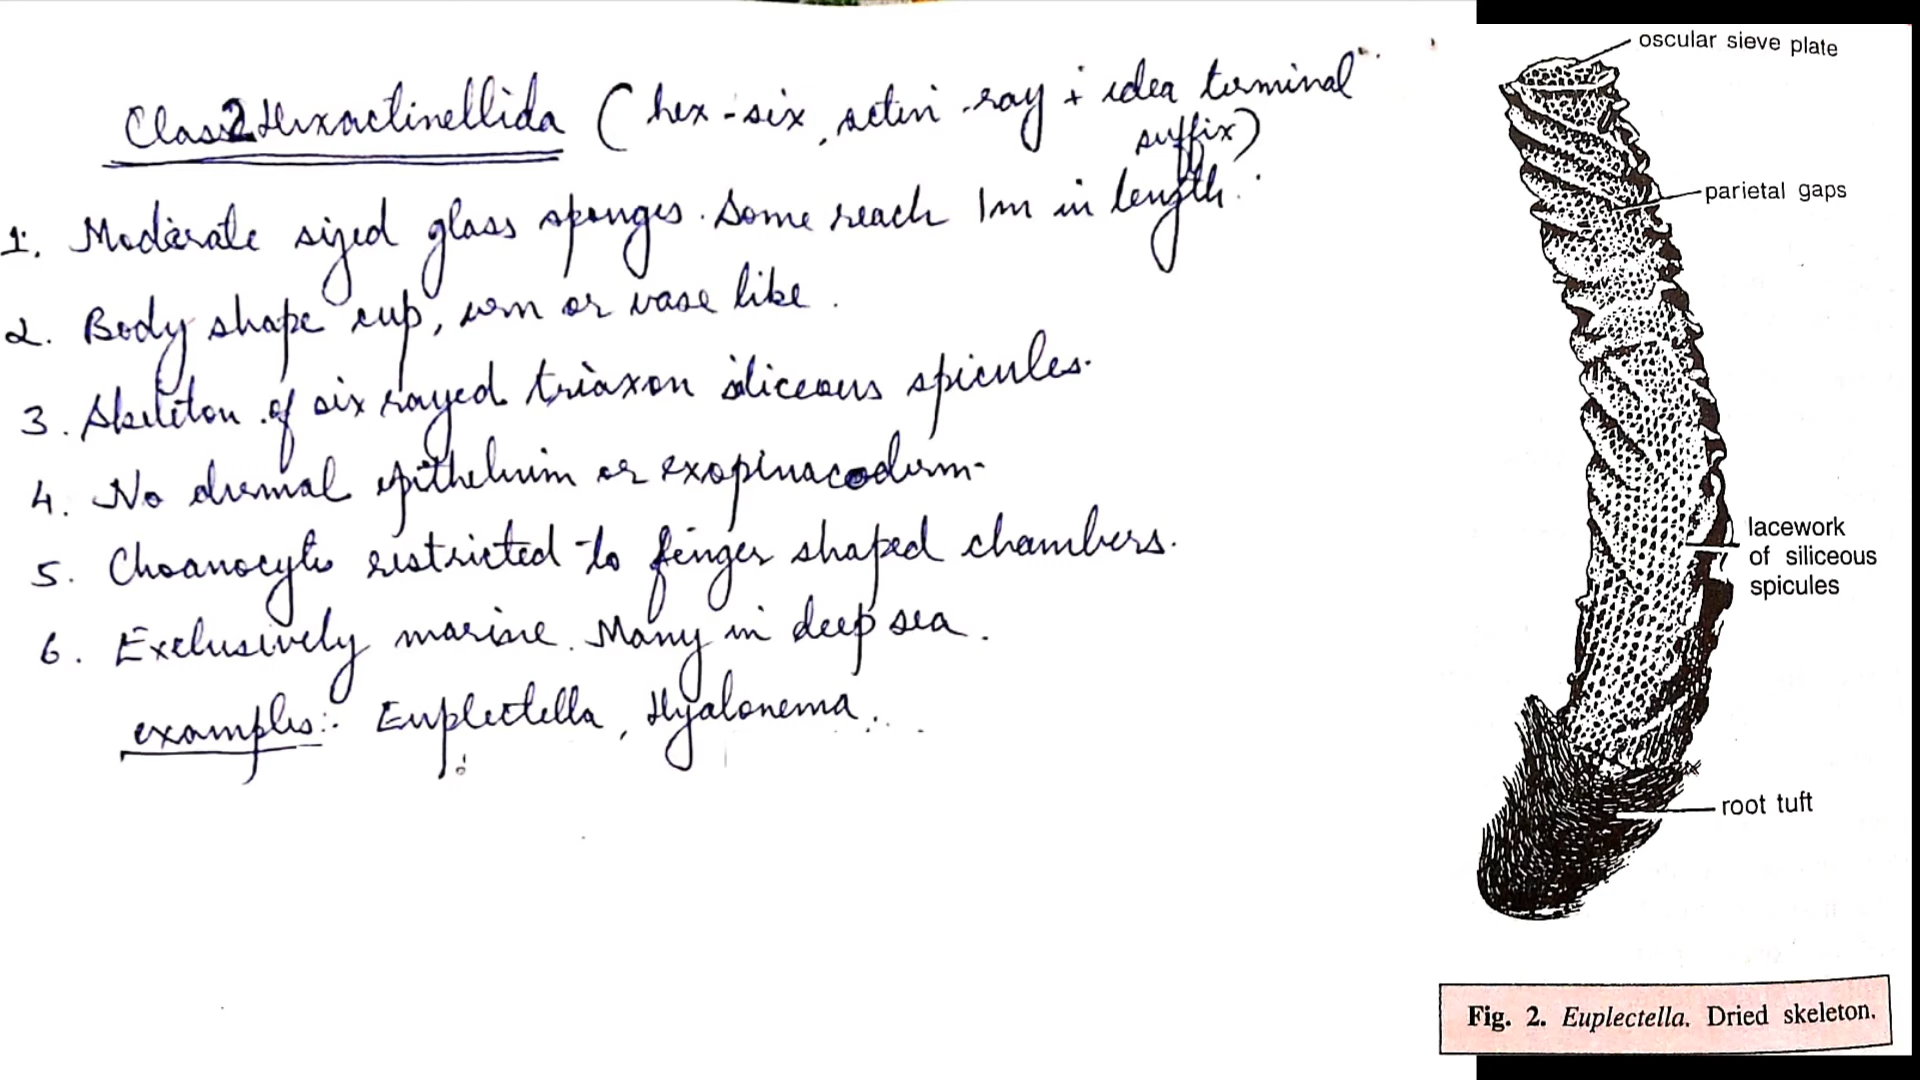 Class 2 Hexactinellida (hex-six, actin-ray + idea terminal
suffix)
1. Moderate sized glass sponges. Some reach 1m in length.
2. Body shape cup, urn or vase like.
3. Skeleton of six rayed triaxon siliceous spicules.
4. No dermal epithelium or exopinacoderm.
5. Choanocyte restricted to finger shaped chambers.
6. Exclusively marine. Many in deep sea.
examples:- Euplectella, Hyalonema.
oscular sieve plate
parietal gaps
lacework
of siliceous
spicules
root tuft
Fig. 2. Euplectella. Dried skeleton.